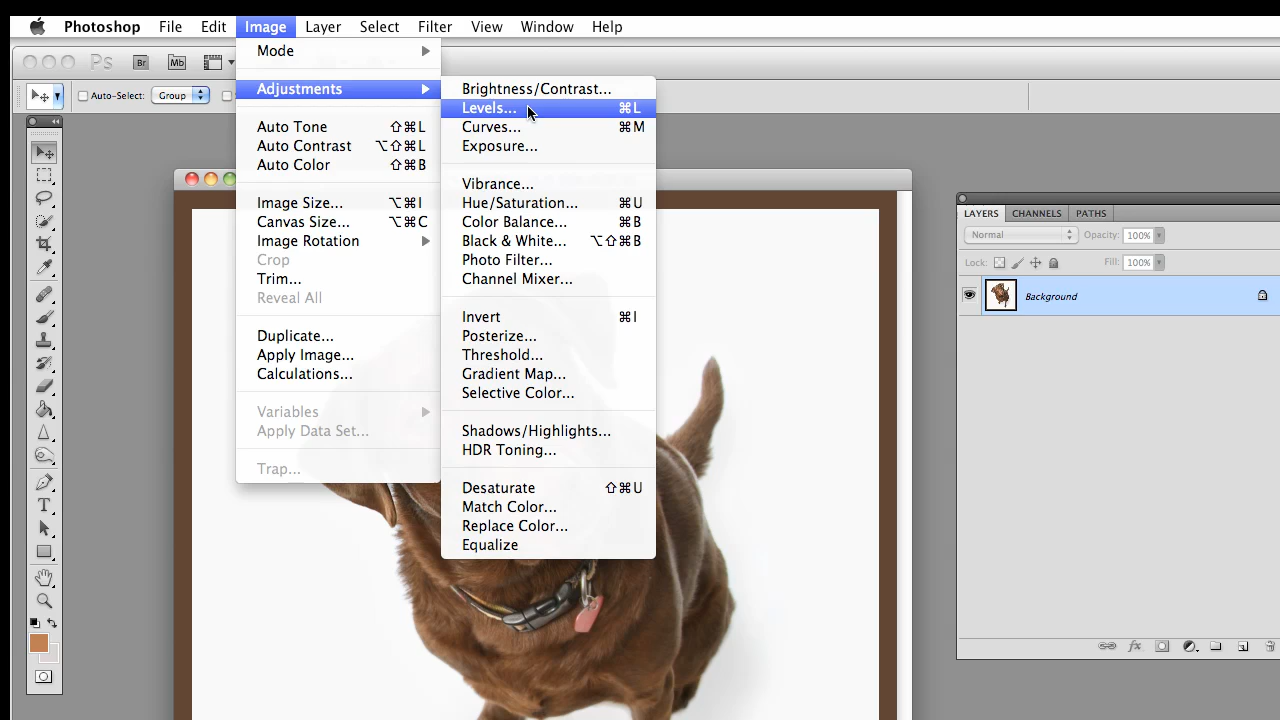 Photoshop File Edit Image Layer Select Filter View Window Help
Ps Br Mb
Auto-Select: Group
Mode
Adjustments
Auto Tone ⇧⌘L
Auto Contrast ⌥⇧⌘L
Auto Color ⇧⌘B
Image Size... ⌥⌘I
Canvas Size... ⌥⌘C
Image Rotation
Crop
Trim...
Reveal All
Duplicate...
Apply Image...
Calculations...
Variables
Apply Data Set...
Trap...
Brightness/Contrast...
Levels... ⌘L
Curves... ⌘M
Exposure...
Vibrance...
Hue/Saturation... ⌘U
Color Balance... ⌘B
Black & White... ⌥⇧⌘B
Photo Filter...
Channel Mixer...
Invert ⌘I
Posterize...
Threshold...
Gradient Map...
Selective Color...
Shadows/Highlights...
HDR Toning...
Desaturate ⇧⌘U
Match Color...
Replace Color...
Equalize
LAYERS CHANNELS PATHS
Normal Opacity: 100%
Lock: Fill: 100%
Background
T
fx